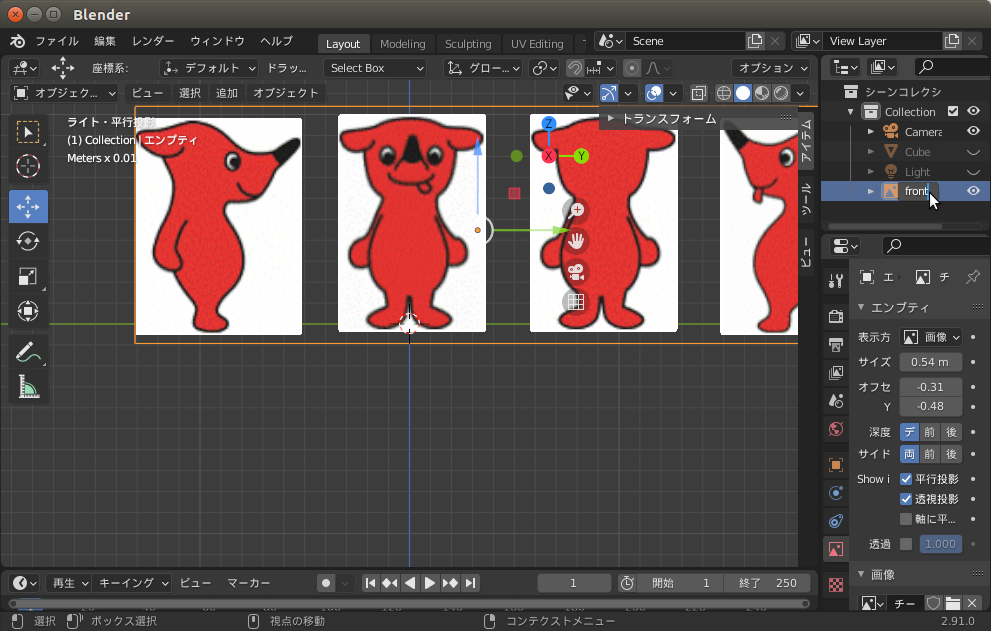 Blender
ファイル 編集 レンダー ウィンドウ ヘルプ Layout Modeling Sculpting UV Editing Scene View Layer
座標系: デフォルト ドラッ... Select Box グロー... オプション
オブジェク... ビュー 選択 追加 オブジェクト
ライト・平行投影
(1) Collection | エンプティ
Meters x 0.01
トランスフォーム
Z
X
Y
アイテム
ツール
ビュー
シーンコレクシ
Collection
Camera
Cube
Light
front
エ チ
エンプティ
表示方 画像
サイズ 0.54 m
オフセ -0.31
Y -0.48
深度 デ 前 後
サイド 両 前 後
Show i 平行投影
透視投影
軸に平...
透過 1.000
画像
チー
再生 キーイング ビュー マーカー 1 開始 1 終了 250
選択 ボックス選択 視点の移動 コンテクストメニュー 2.91.0